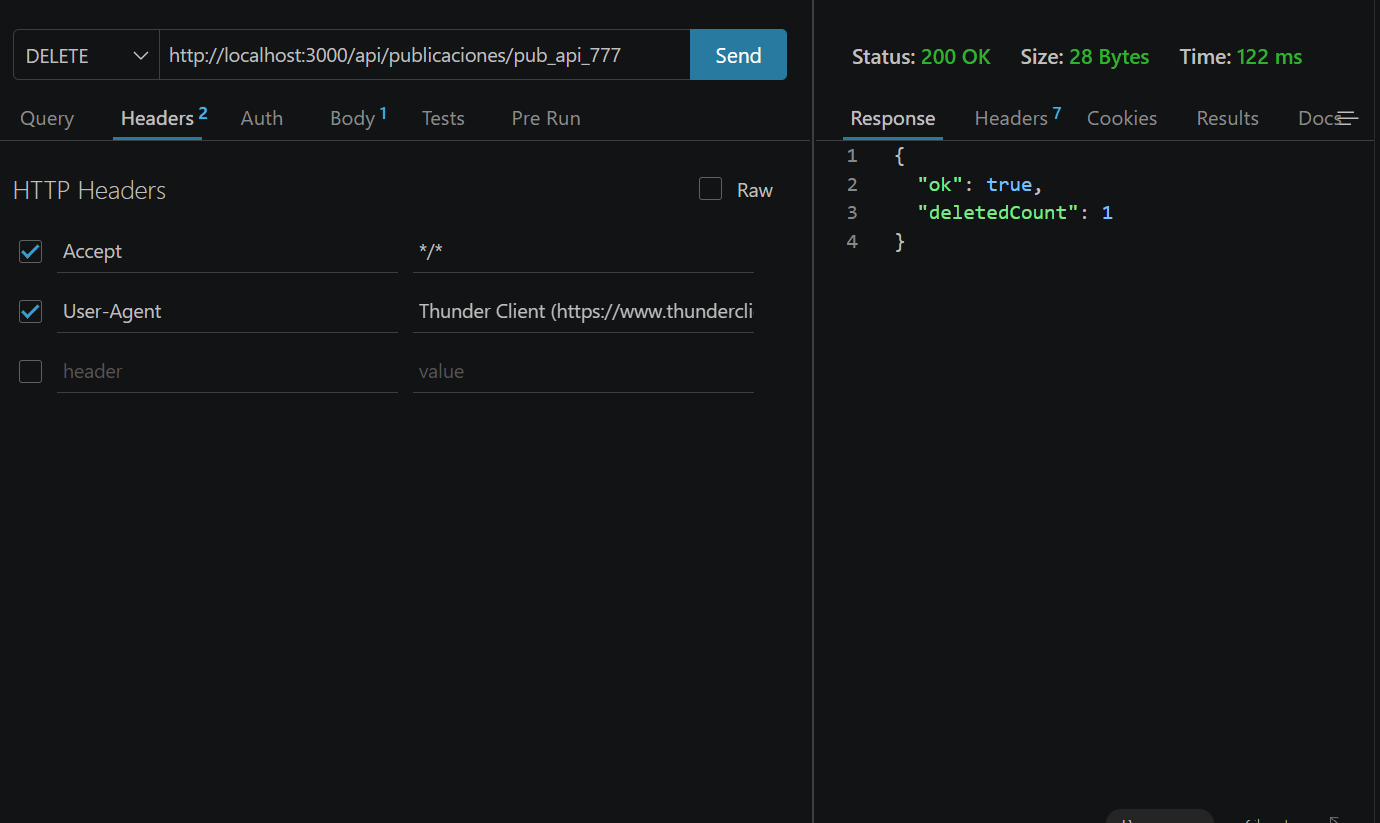 DELETE
http://localhost:3000/api/publicaciones/pub_api_777
Send
Query
Headers 2
Auth
Body 1
Tests
Pre Run
HTTP Headers
Raw
Accept
*/*
User-Agent
Thunder Client (https://www.thundercli
header
value
Status: 200 OK
Size: 28 Bytes
Time: 122 ms
Response
Headers 7
Cookies
Results
Docs
1 {
2 "ok": true,
3 "deletedCount": 1
4 }